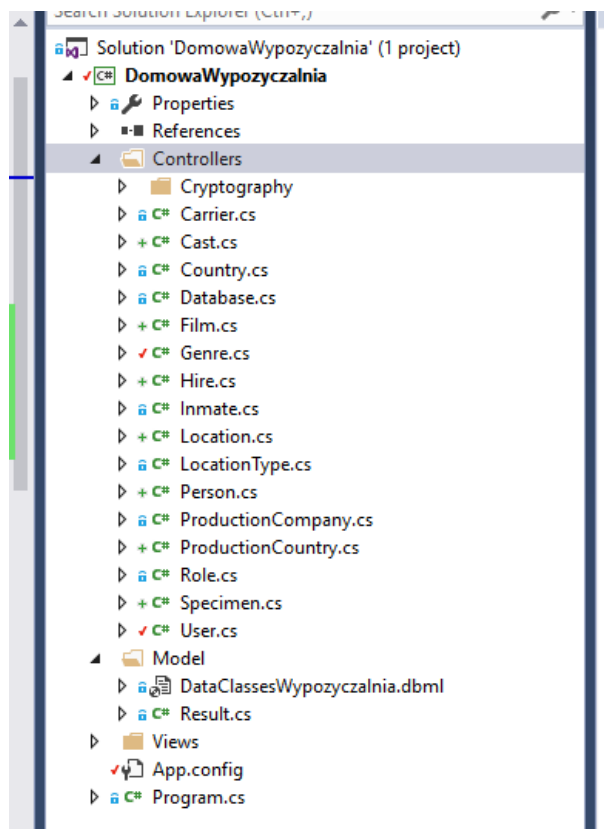 Search Solution Explorer (Ctrl+;)
Solution 'DomowaWypozyczalnia' (1 project)
C# DomowaWypozyczalnia
Properties
References
Controllers
Cryptography
C# Carrier.cs
C# Cast.cs
C# Country.cs
C# Database.cs
C# Film.cs
C# Genre.cs
C# Hire.cs
C# Inmate.cs
C# Location.cs
C# LocationType.cs
C# Person.cs
C# ProductionCompany.cs
C# ProductionCountry.cs
C# Role.cs
C# Specimen.cs
C# User.cs
Model
DataClassesWypozyczalnia.dbml
C# Result.cs
Views
App.config
C# Program.cs